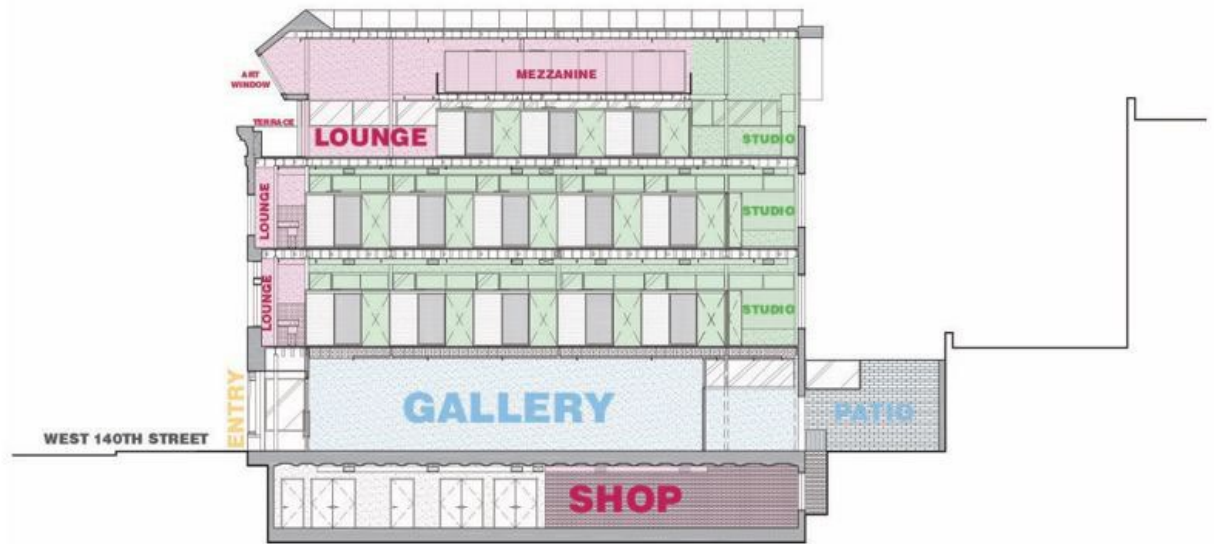 ART
WINDOW
MEZZANINE
TERRACE
LOUNGE
STUDIO
LOUNGE
STUDIO
LOUNGE
STUDIO
ENTRY
GALLERY
PATIO
WEST 140TH STREET
SHOP